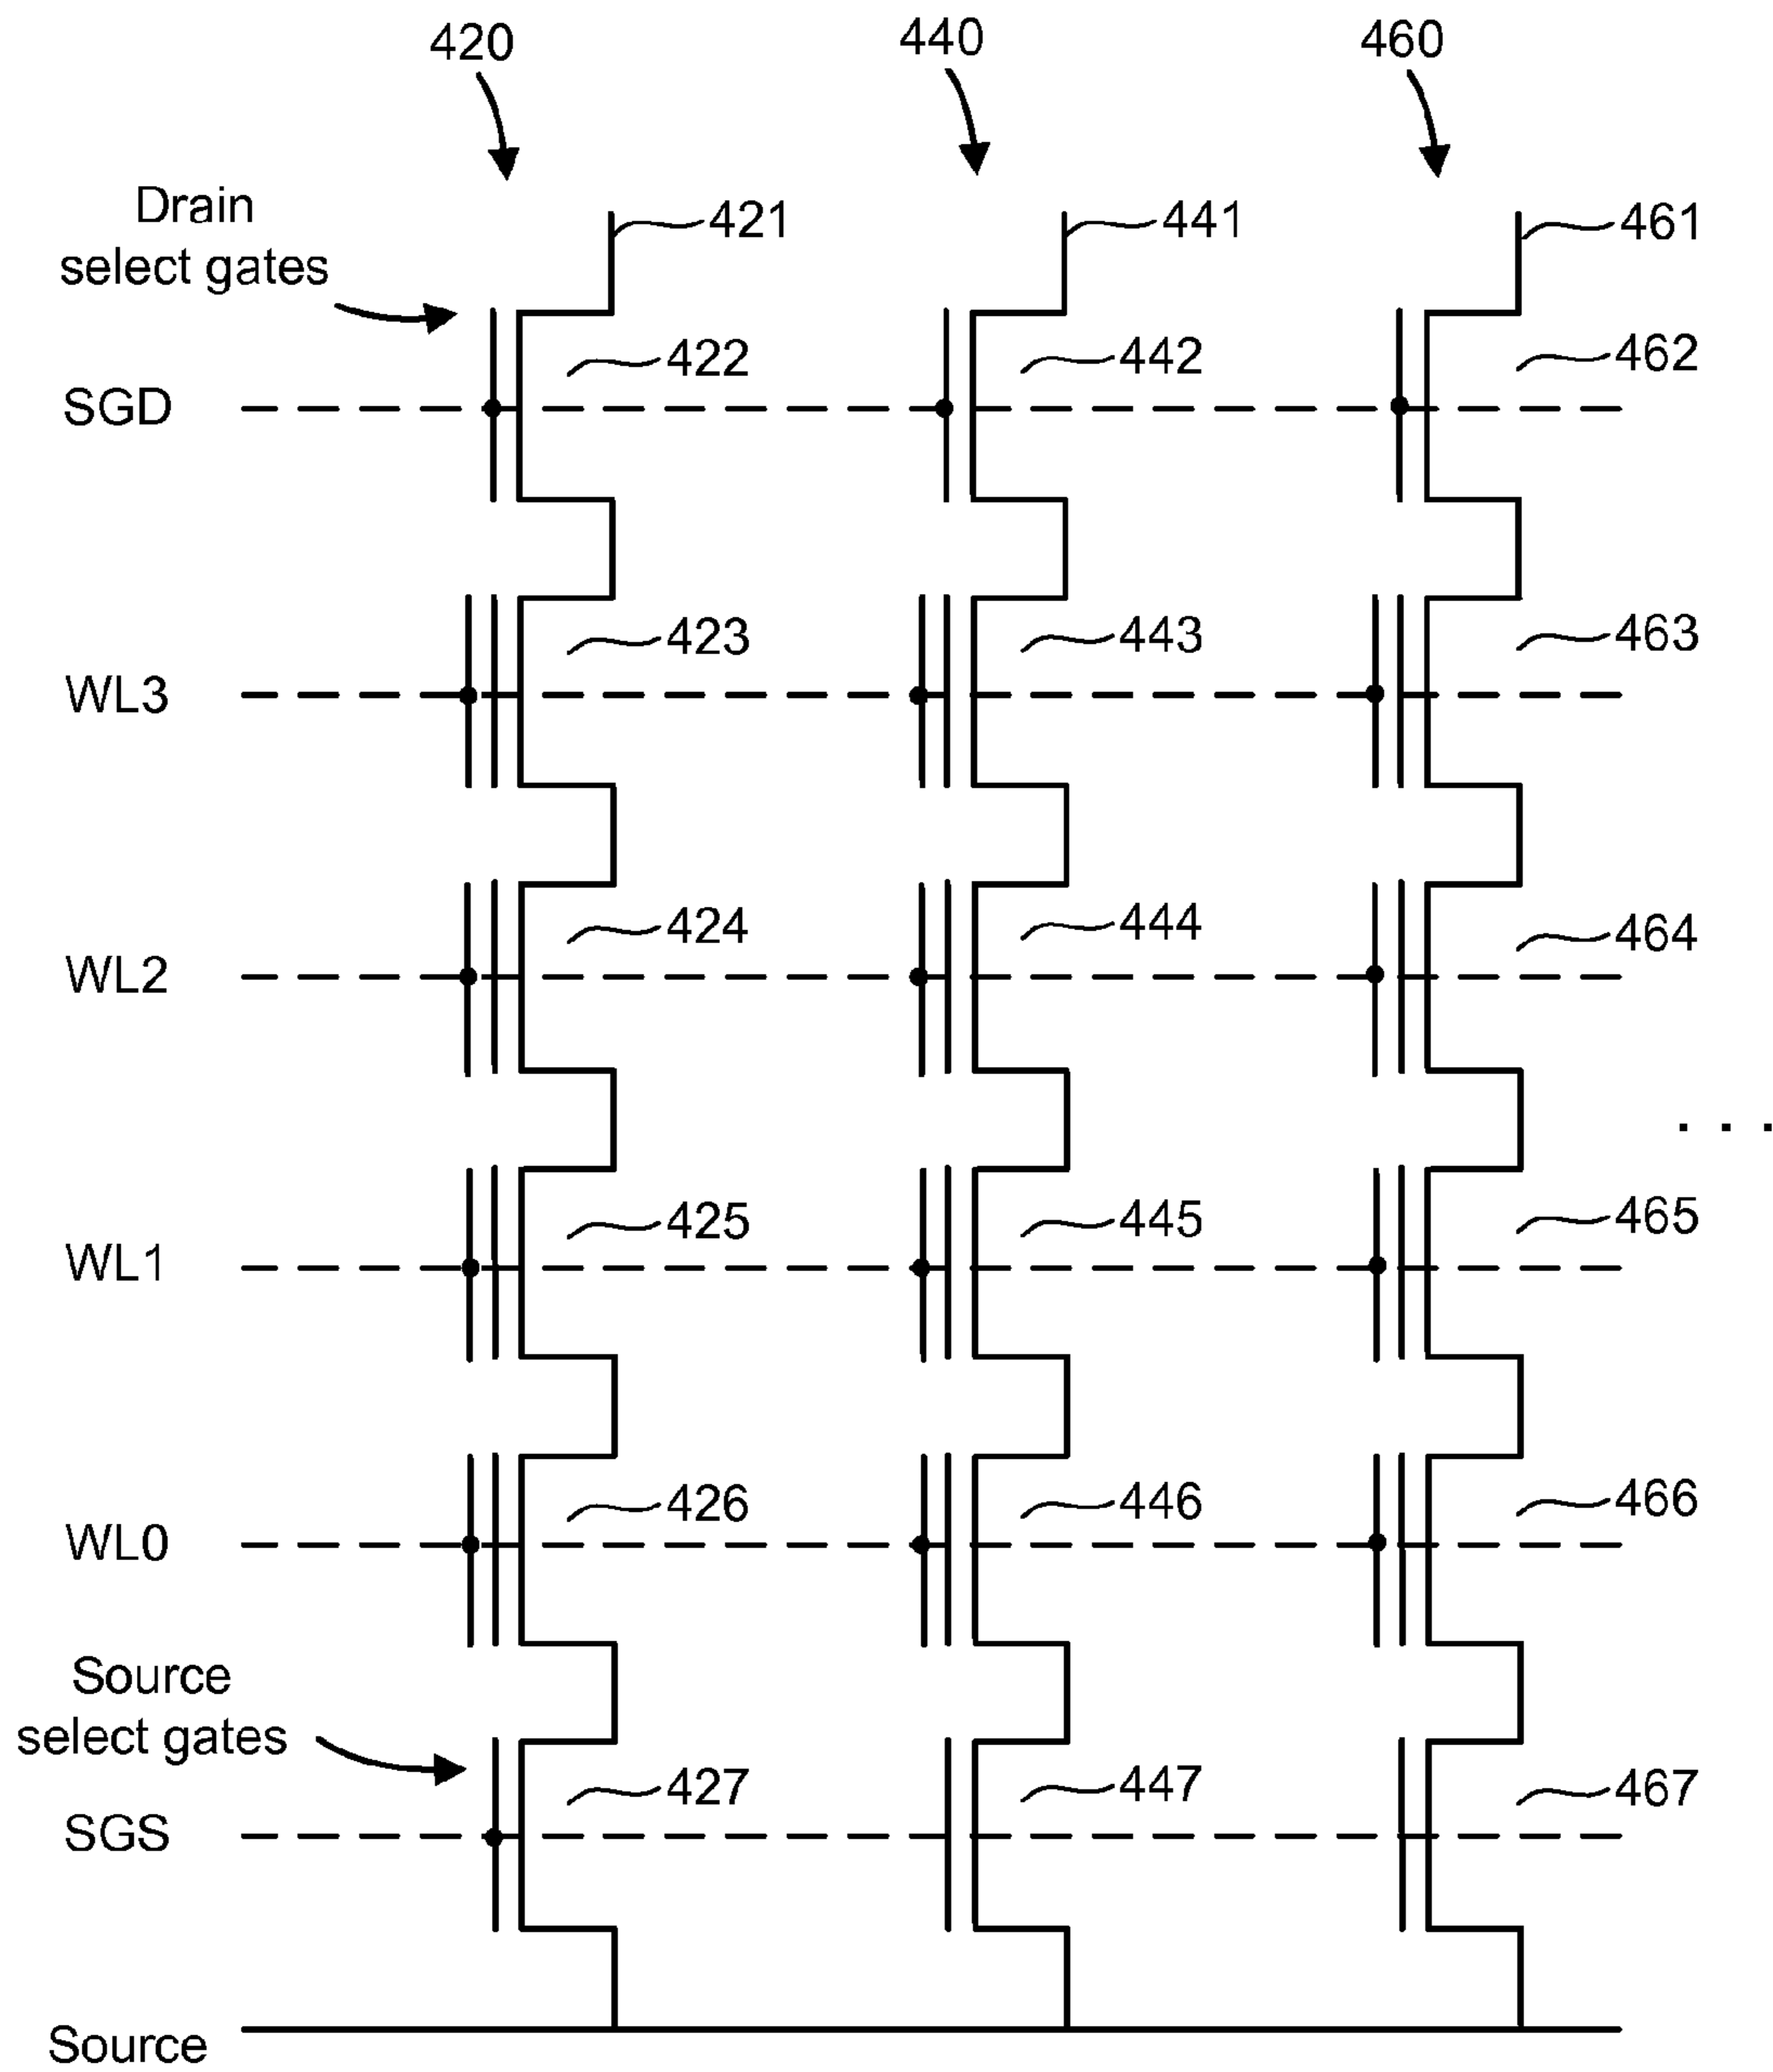 420 440 460
Drain
select gates
421 441 461
422 442 462
SGD
423 443 463
WL3
424 444 464
WL2
. . .
425 445 465
WL1
426 446 466
WL0
Source
select gates
427 447 467
SGS
Source